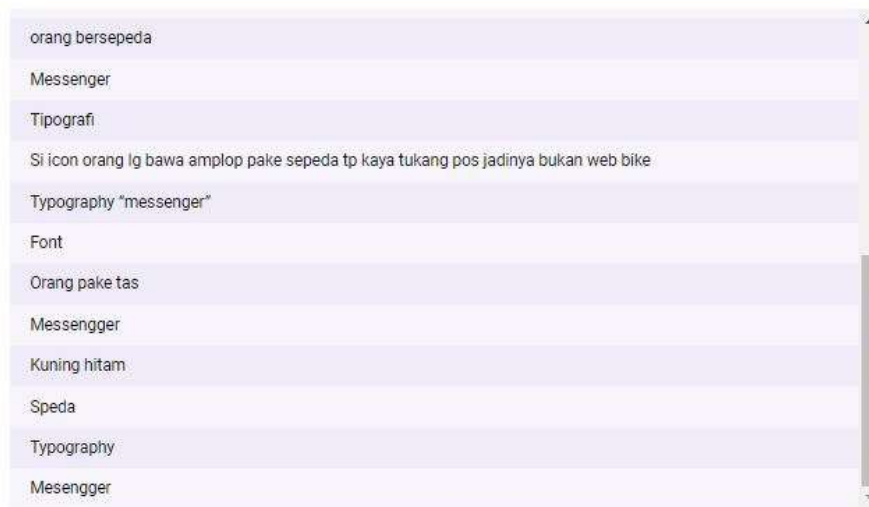 orang bersepeda
Messenger
Tipografi
Si icon orang lg bawa amplop pake sepeda tp kaya tukang pos jadinya bukan web bike
Typography “messenger”
Font
Orang pake tas
Messengger
Kuning hitam
Speda
Typography
Mesengger